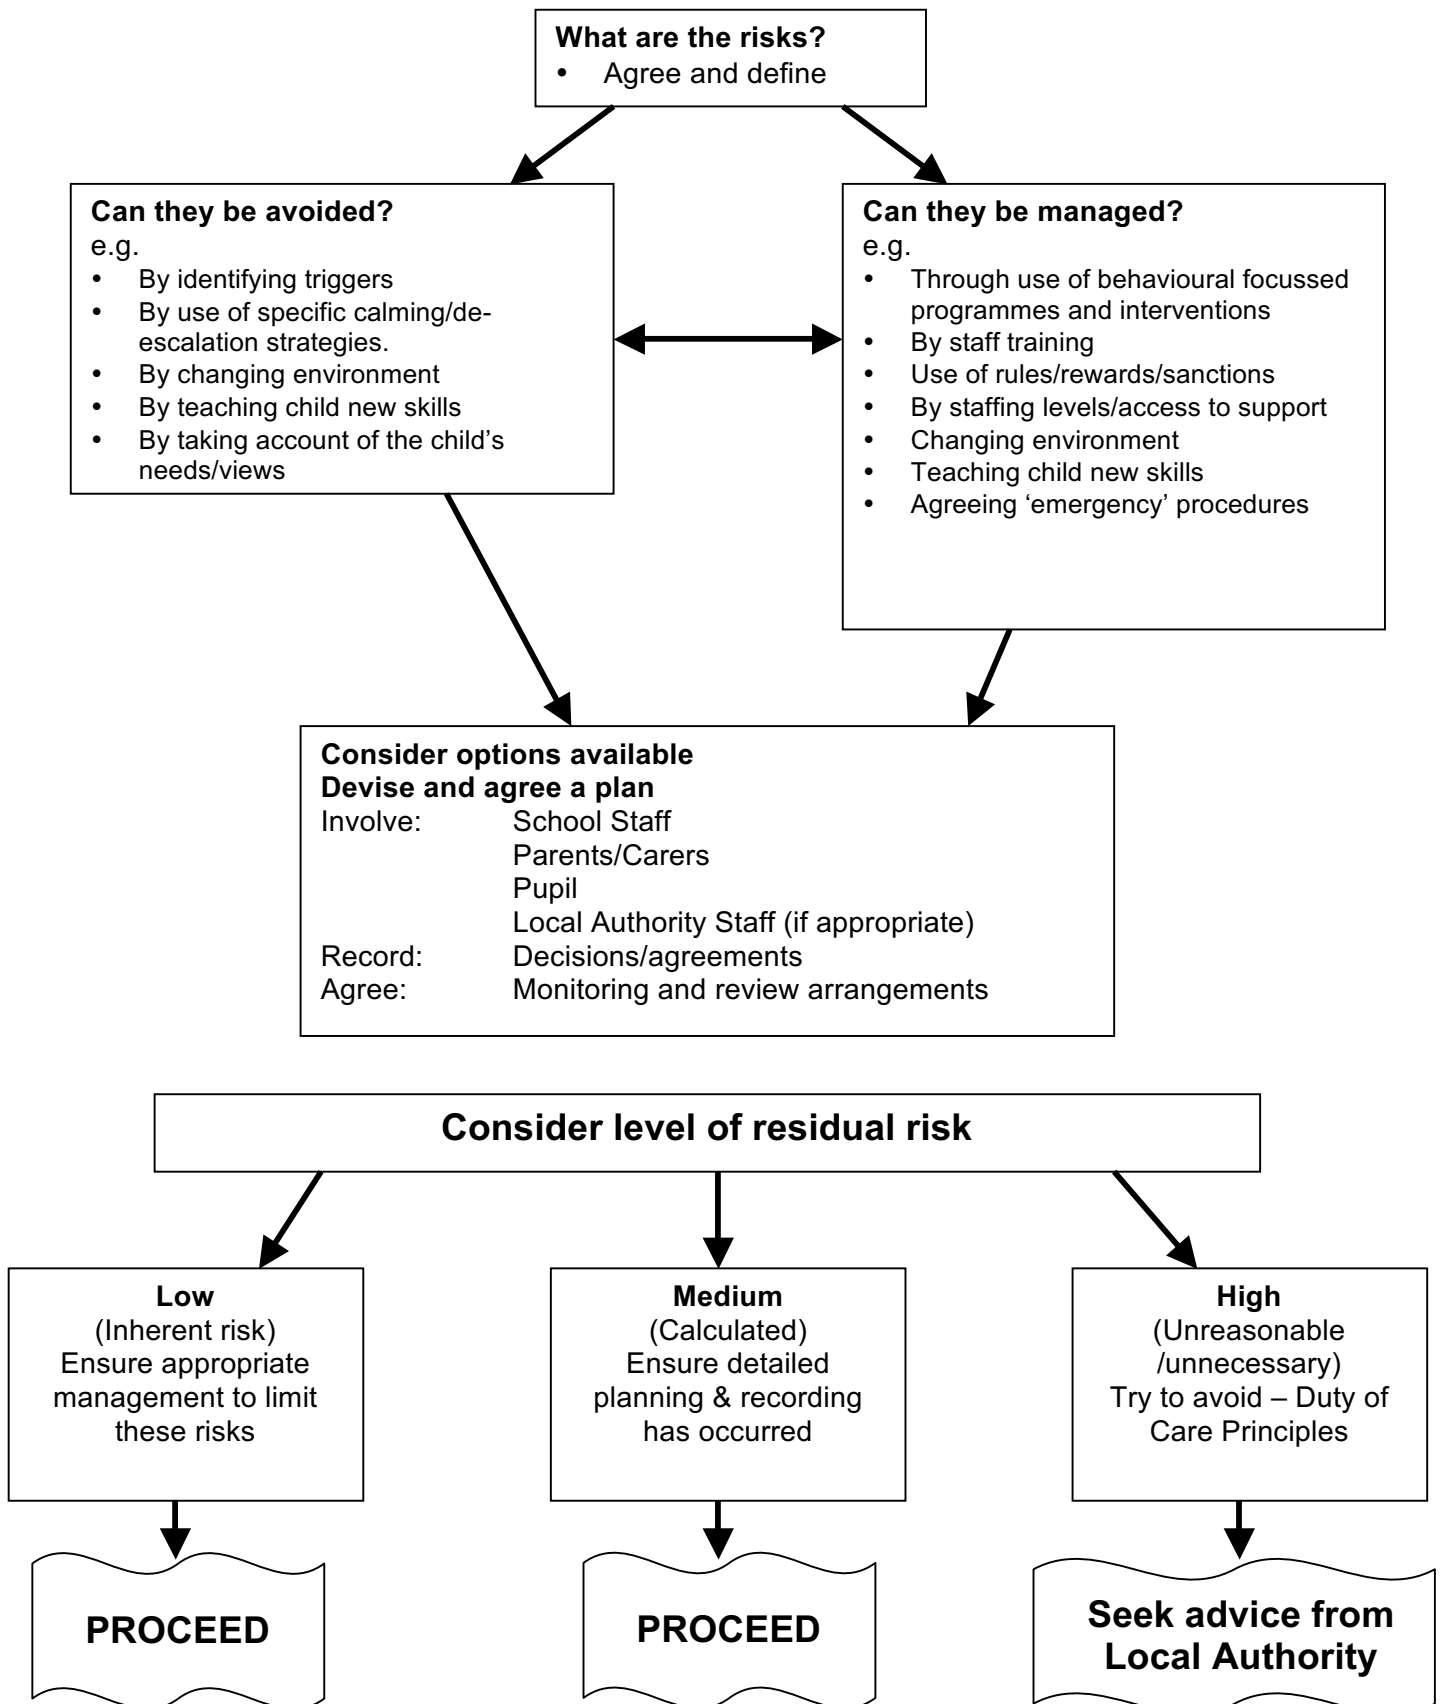 What are the risks?
• Agree and define
Can they be avoided?
e.g.
• By identifying triggers
• By use of specific calming/de-
escalation strategies.
• By changing environment
• By teaching child new skills
• By taking account of the child’s
needs/views
Can they be managed?
e.g.
• Through use of behavioural focussed
programmes and interventions
• By staff training
• Use of rules/rewards/sanctions
• By staffing levels/access to support
• Changing environment
• Teaching child new skills
• Agreeing ‘emergency’ procedures
Consider options available
Devise and agree a plan
Involve: School Staff
Parents/Carers
Pupil
Local Authority Staff (if appropriate)
Record: Decisions/agreements
Agree: Monitoring and review arrangements
Consider level of residual risk
Low
(Inherent risk)
Ensure appropriate
management to limit
these risks
Medium
(Calculated)
Ensure detailed
planning & recording
has occurred
High
(Unreasonable
/unnecessary)
Try to avoid – Duty of
Care Principles
PROCEED
PROCEED
Seek advice from
Local Authority